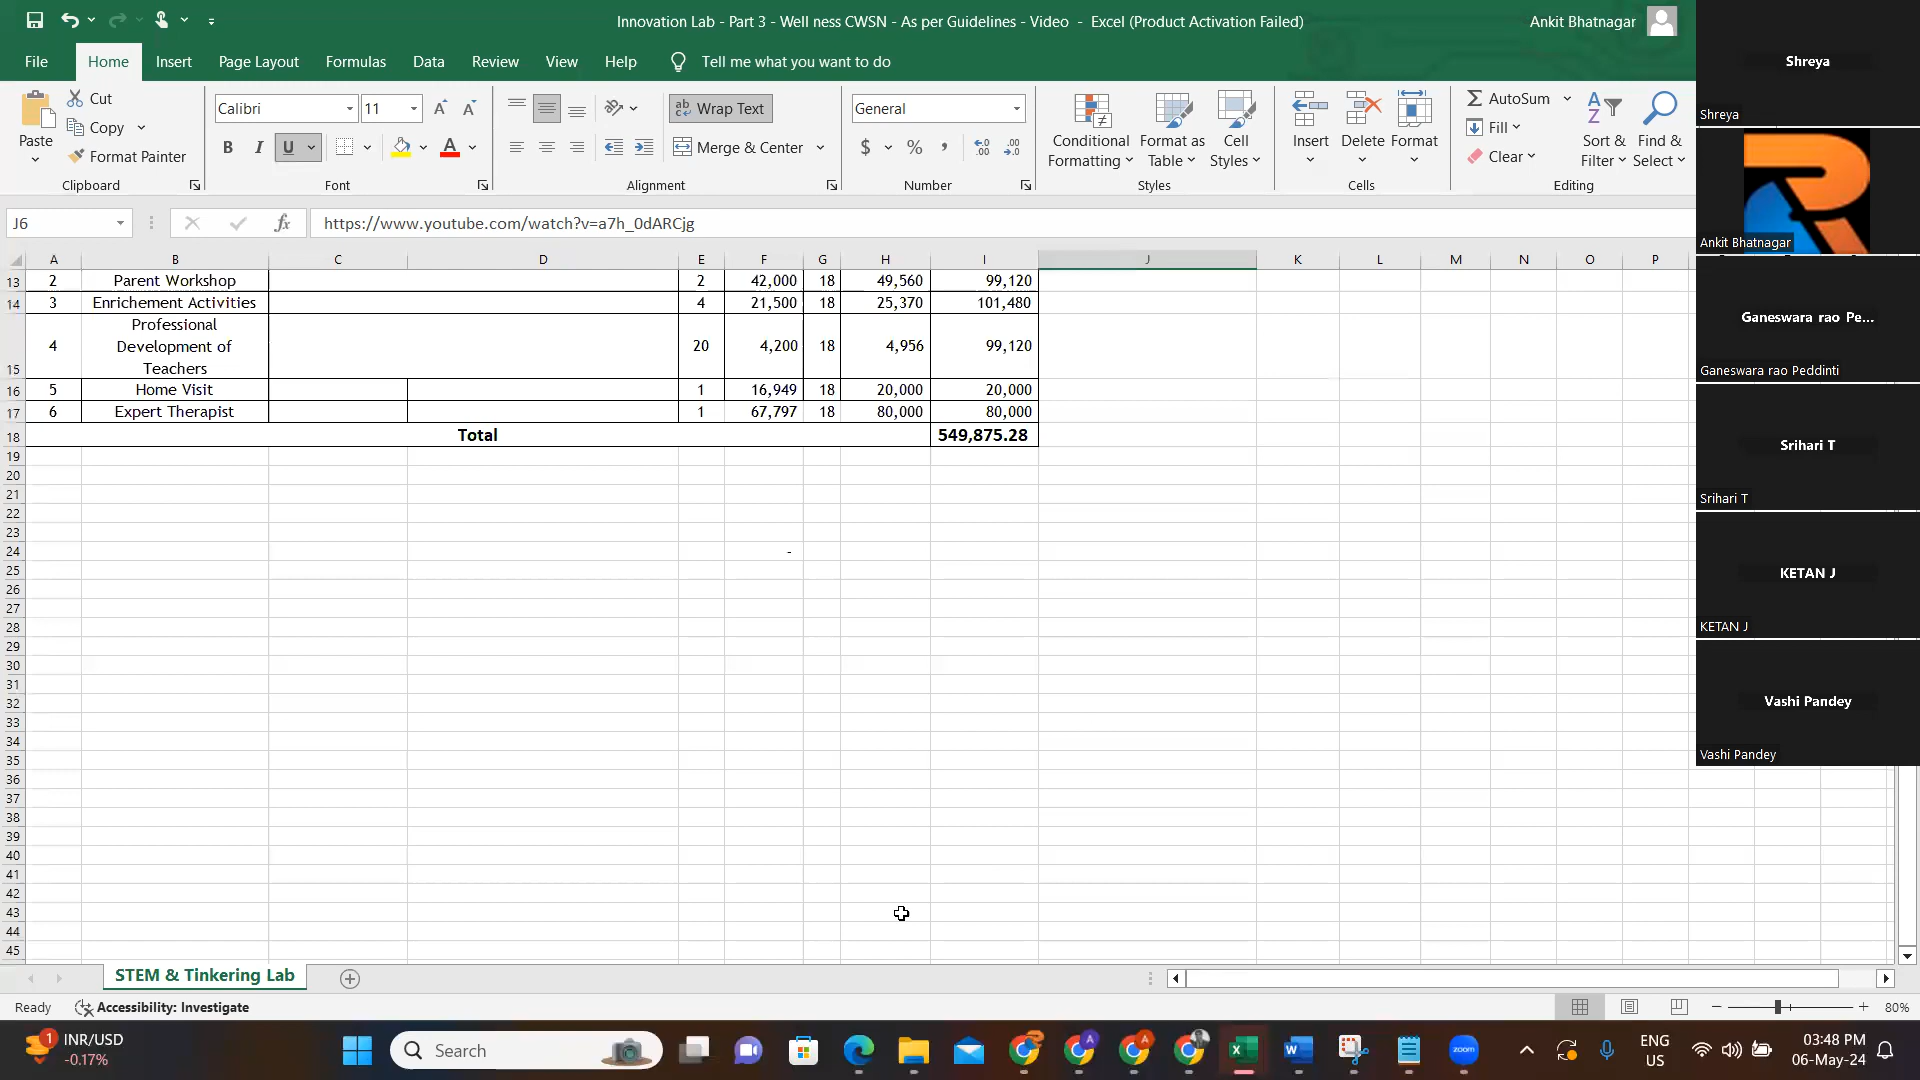 Innovation Lab - Part 3 - Well ness CWSN - As per Guidelines - Video - Excel (Product Activation Failed)
Ankit Bhatnagar
File Home Insert Page Layout Formulas Data Review View Help Tell me what you want to do
Cut
Copy
Format Painter
Paste
Clipboard
Calibri 11
B I U
Font
Wrap Text
Merge & Center
Alignment
General
$ % ,
Number
Conditional Formatting
Format as Table
Cell Styles
Styles
Insert Delete Format
Cells
AutoSum
Fill
Clear
Sort & Filter
Find & Select
Editing
J6 fx https://www.youtube.com/watch?v=a7h_0dARCjg
A B C D E F G H I J K L M N O P
13 2 Parent Workshop 2 42,000 18 49,560 99,120
14 3 Enrichement Activities 4 21,500 18 25,370 101,480
15 4 Professional Development of Teachers 20 4,200 18 4,956 99,120
16 5 Home Visit 1 16,949 18 20,000 20,000
17 6 Expert Therapist 1 67,797 18 80,000 80,000
18 Total 549,875.28
19
20
21
22
23
24 -
25
26
27
28
29
30
31
32
33
34
35
36
37
38
39
40
41
42
43
44
45
STEM & Tinkering Lab
Ready Accessibility: Investigate
80%
Shreya
Shreya
Ankit Bhatnagar
Ganeswara rao Pe...
Ganeswara rao Peddinti
Srihari T
Srihari T
KETAN J
KETAN J
Vashi Pandey
Vashi Pandey
1
INR/USD
-0.17%
Search
zoom
ENG
US
03:48 PM
06-May-24